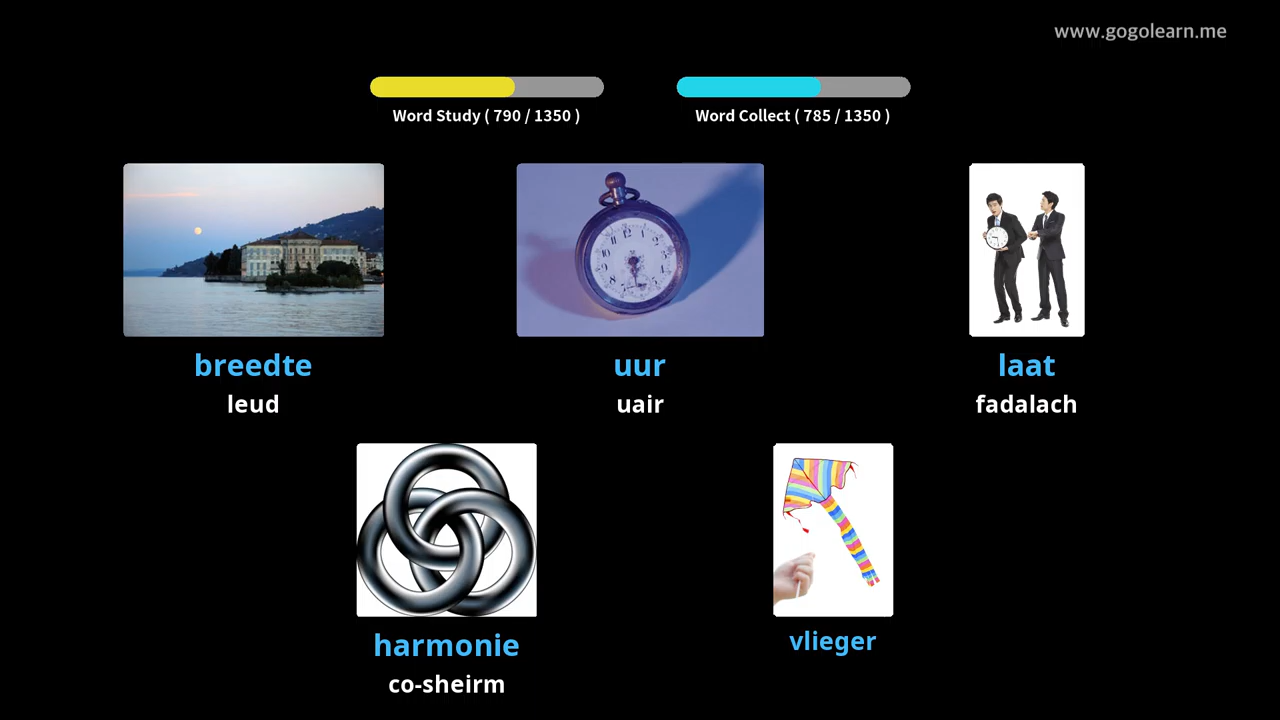 www.gogolearn.me
Word Study ( 790 / 1350 )
Word Collect ( 785 / 1350 )
breedte
leud
uur
uair
laat
fadalach
harmonie
co-sheirm
vlieger